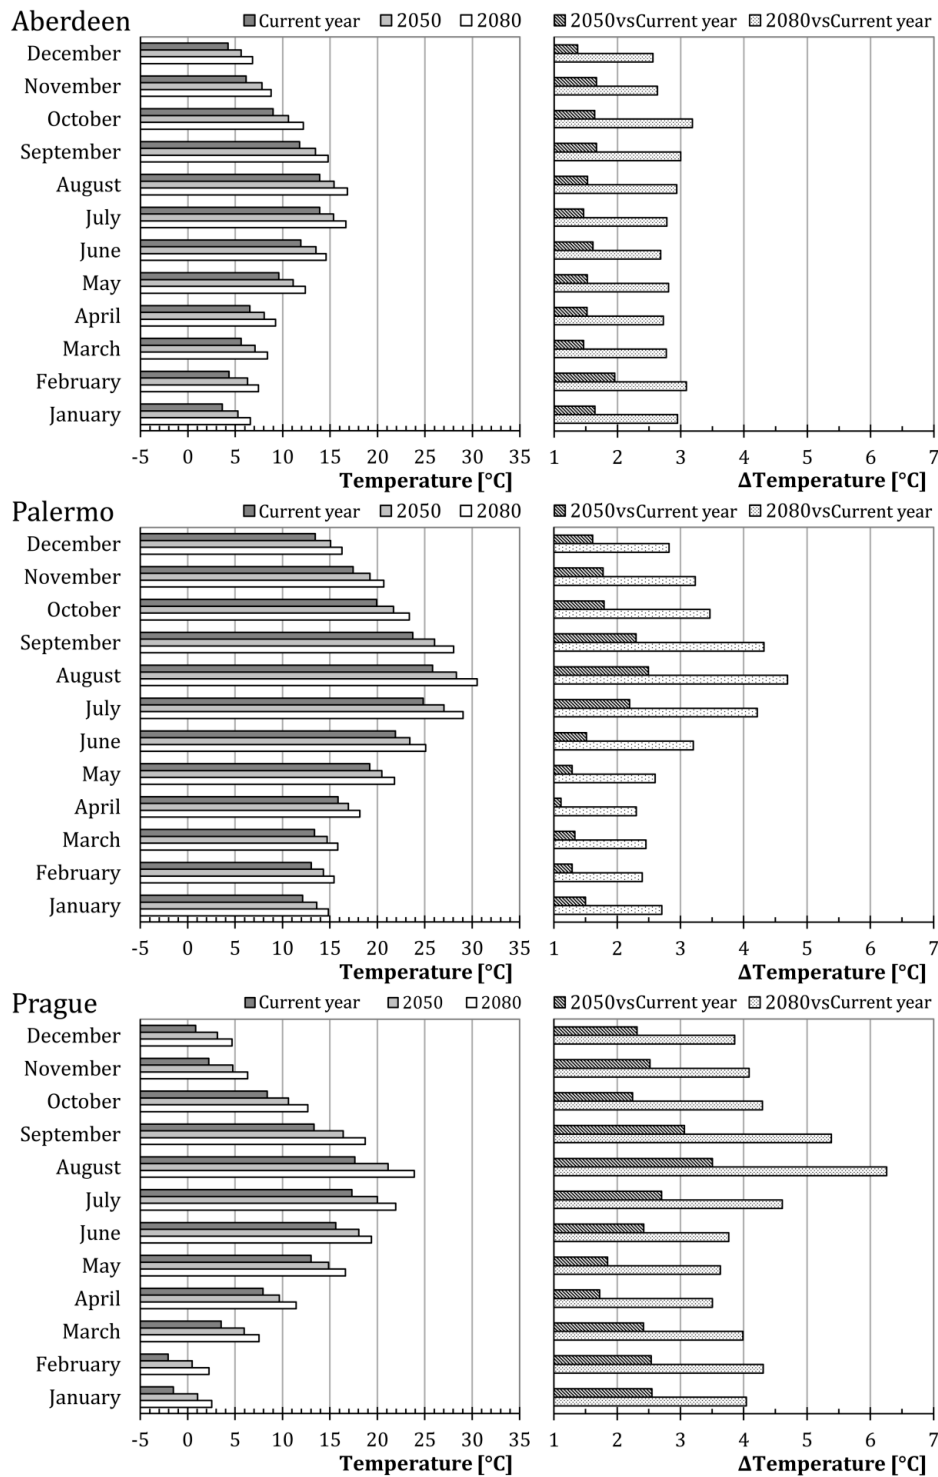 Aberdeen
Current year 2050 2080
2050vsCurrent year 2080vsCurrent year
December
November
October
September
August
July
June
May
April
March
February
January
-5 0 5 10 15 20 25 30 35
Temperature [°C]
1 2 3 4 5 6 7
ΔTemperature [°C]
Palermo
Current year 2050 2080
2050vsCurrent year 2080vsCurrent year
December
November
October
September
August
July
June
May
April
March
February
January
-5 0 5 10 15 20 25 30 35
Temperature [°C]
1 2 3 4 5 6 7
ΔTemperature [°C]
Prague
Current year 2050 2080
2050vsCurrent year 2080vsCurrent year
December
November
October
September
August
July
June
May
April
March
February
January
-5 0 5 10 15 20 25 30 35
Temperature [°C]
1 2 3 4 5 6 7
ΔTemperature [°C]